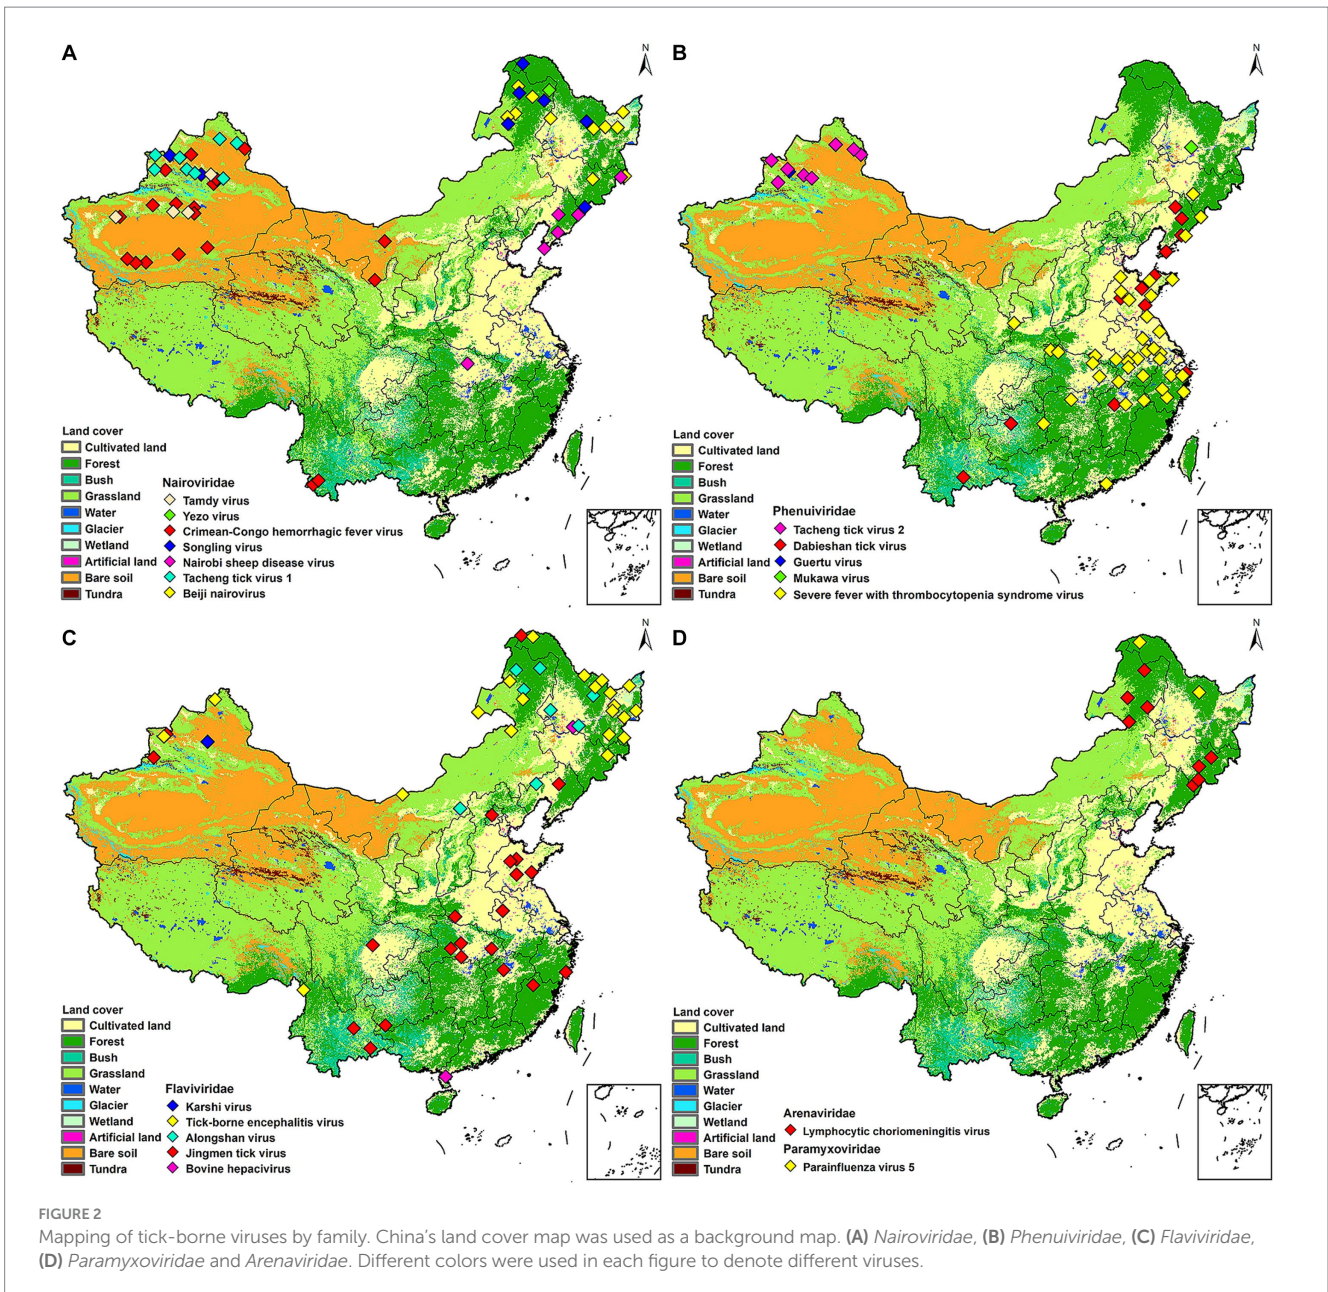 A
N
Land cover
Cultivated land
Forest
Bush
Grassland
Water
Glacier
Wetland
Artificial land
Bare soil
Tundra
Nairoviridae
Tamdy virus
Yezo virus
Crimean-Congo hemorrhagic fever virus
Songling virus
Nairobi sheep disease virus
Tacheng tick virus 1
Beiji nairovirus
B
N
Land cover
Cultivated land
Forest
Bush
Grassland
Water
Glacier
Wetland
Artificial land
Bare soil
Tundra
Phenuiviridae
Tacheng tick virus 2
Dabieshan tick virus
Guertu virus
Mukawa virus
Severe fever with thrombocytopenia syndrome virus
C
N
Land cover
Cultivated land
Forest
Bush
Grassland
Water
Glacier
Wetland
Artificial land
Bare soil
Tundra
Flaviviridae
Karshi virus
Tick-borne encephalitis virus
Alongshan virus
Jingmen tick virus
Bovine hepacivirus
D
N
Land cover
Cultivated land
Forest
Bush
Grassland
Water
Glacier
Wetland
Artificial land
Bare soil
Tundra
Arenaviridae
Lymphocytic choriomeningitis virus
Paramyxoviridae
Parainfluenza virus 5
FIGURE 2
Mapping of tick-borne viruses by family. China's land cover map was used as a background map. (A) Nairoviridae, (B) Phenuiviridae, (C) Flaviviridae,
(D) Paramyxoviridae and Arenaviridae. Different colors were used in each figure to denote different viruses.